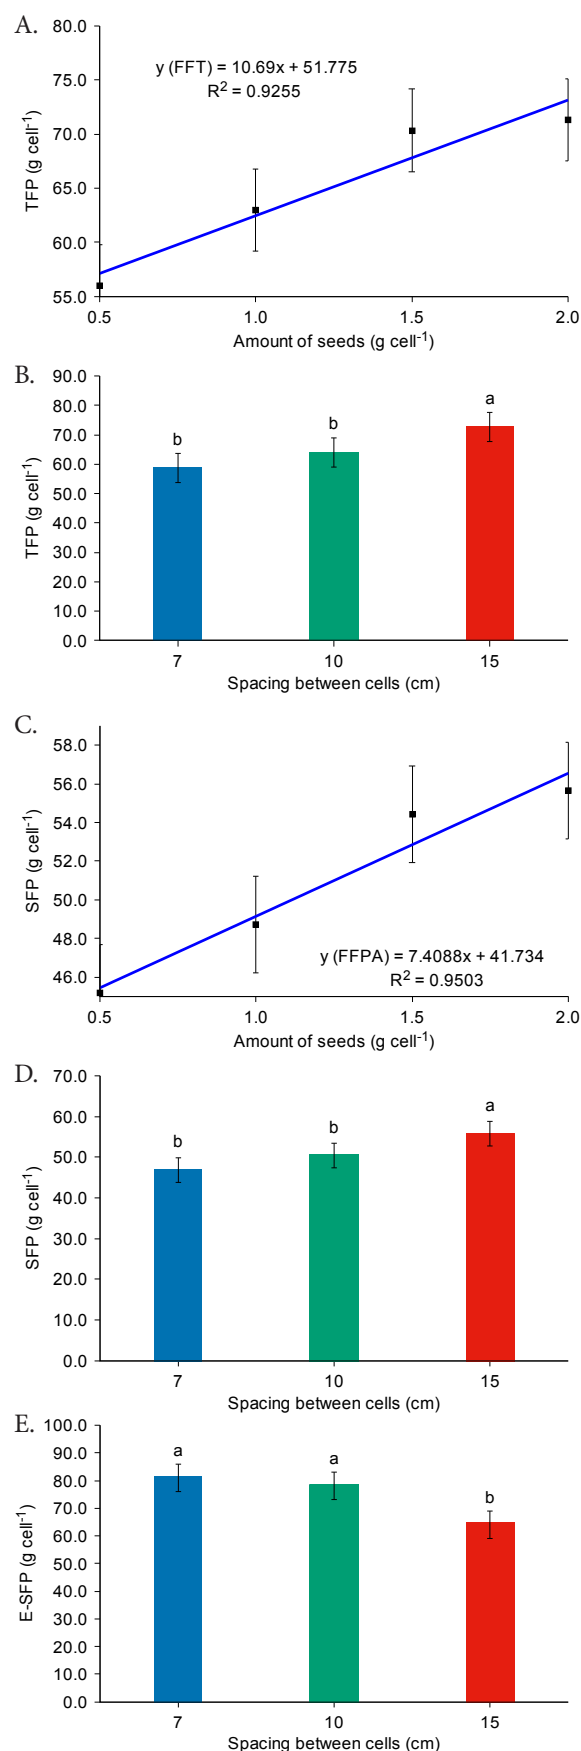 A.
80.0
75.0
70.0
65.0
60.0
55.0
TFP (g cell-1)
y (FFT) = 10.69x + 51.775
R2 = 0.9255
0.5 1.0 1.5 2.0
Amount of seeds (g cell-1)
B.
90.0
80.0
70.0
60.0
50.0
40.0
30.0
20.0
10.0
0.0
TFP (g cell-1)
b b a
7 10 15
Spacing between cells (cm)
C.
58.0
56.0
54.0
52.0
50.0
48.0
46.0
SFP (g cell-1)
y (FFPA) = 7.4088x + 41.734
R2 = 0.9503
0.5 1.0 1.5 2.0
Amount of seeds (g cell-1)
D.
70.0
60.0
50.0
40.0
30.0
20.0
10.0
0.0
SFP (g cell-1)
b b a
7 10 15
Spacing between cells (cm)
E.
100.0
90.0
80.0
70.0
60.0
50.0
40.0
30.0
20.0
10.0
0.0
E-SFP (g cell-1)
a a b
7 10 15
Spacing between cells (cm)